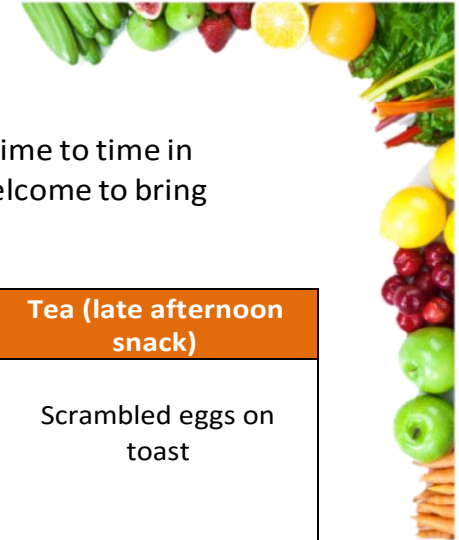 ime to time in
elcome to bring
Tea (late afternoon
snack)
Scrambled eggs on
toast